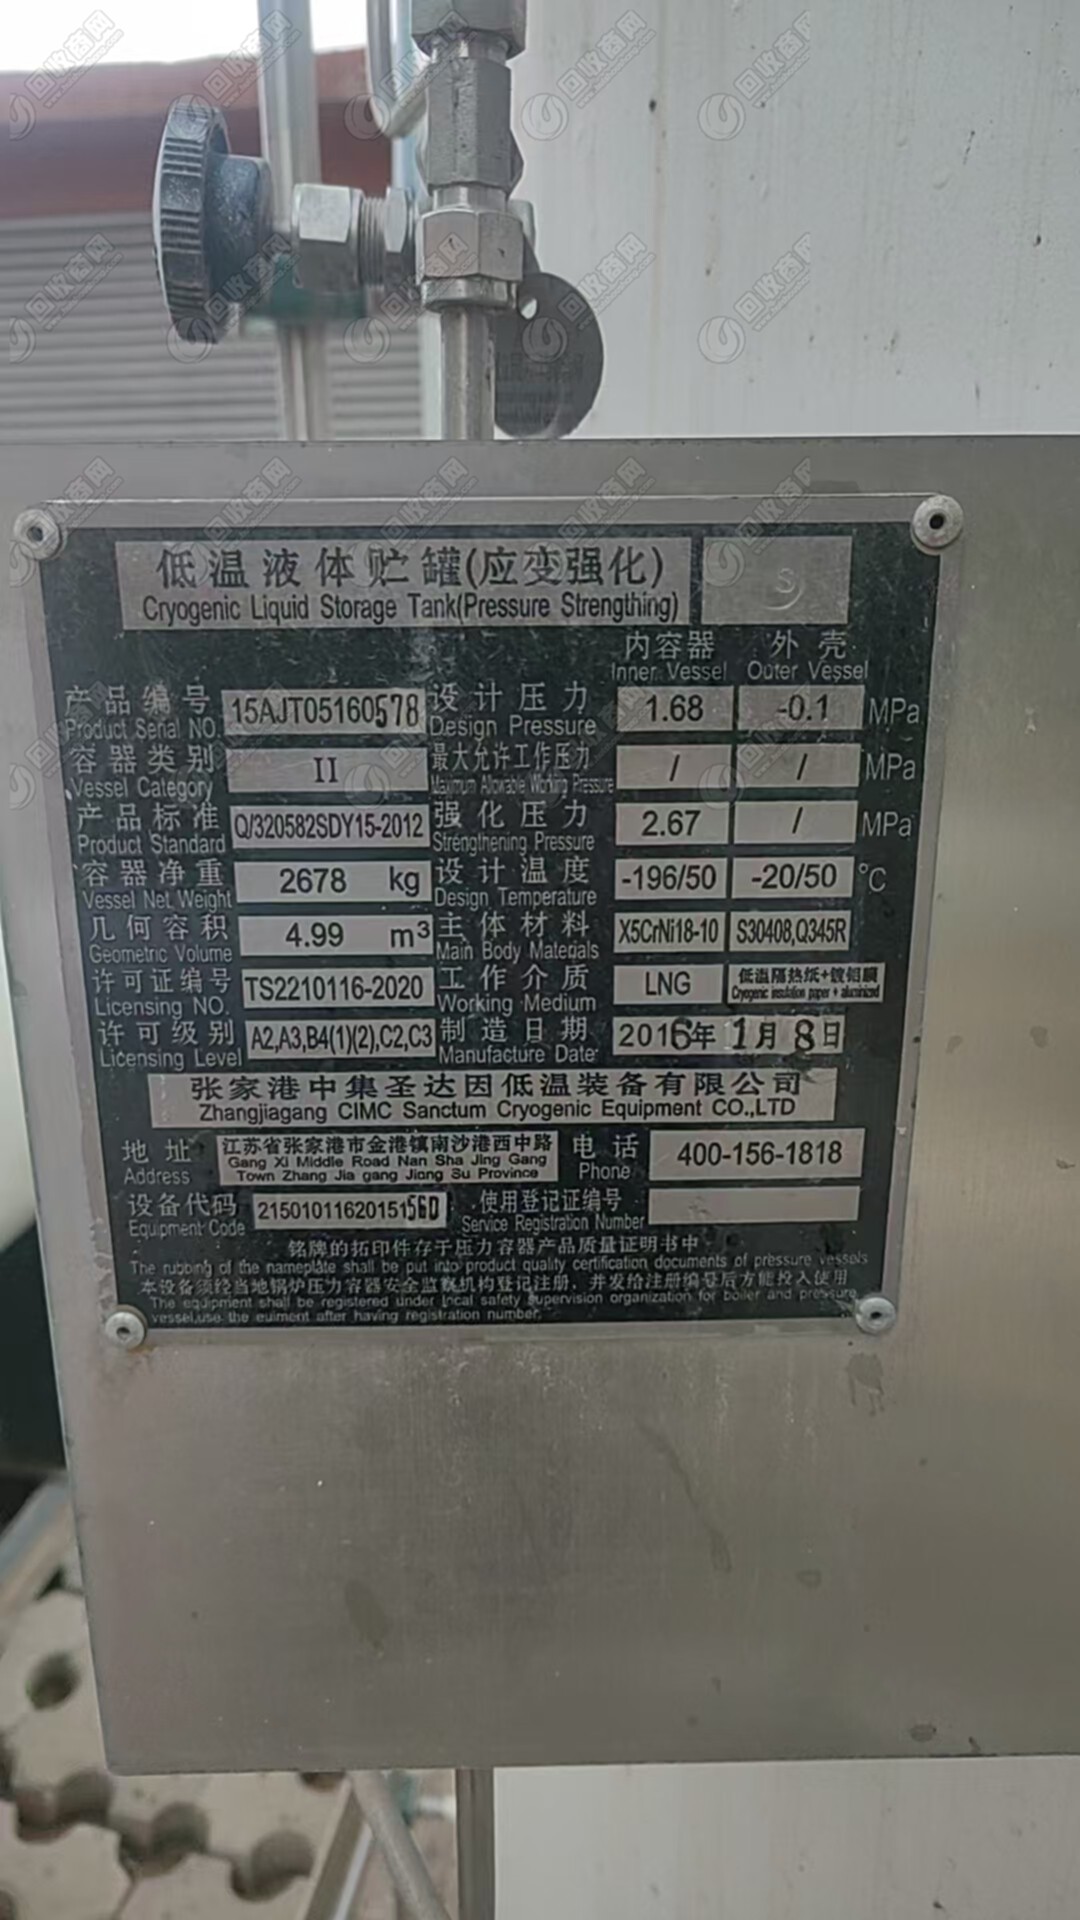 回收商网
低温液体贮罐(应变强化)
Cryogenic Liquid Storage Tank(Pressure Strengthing)
S
内容器 外壳
Inner Vessel Outer Vessel
产品编号 15AJT05160578 设计压力 1.68 -0.1 MPa
Product Serial NO. Design Pressure
容器类别 II 最大允许工作压力 / / MPa
Vessel Category Maximum Allowable Working Pressure
产品标准 Q/320582SDY15-2012 强化压力 2.67 / MPa
Product Standard Strengthening Pressure
容器净重 2678 kg 设计温度 -196/50 -20/50 °C
Vessel Net Weight Design Temperature
几何容积 4.99 m³ 主体材料 X5CrNi18-10 S30408,Q345R
Geometric Volume Main Body Materials
许可证编号 TS2210116-2020 工作介质 LNG 低温隔热纸+镀铝膜
Licensing NO. Working Medium Cryogenic insulation paper + aluminized
许可级别 A2,A3,B4(1)(2),C2,C3 制造日期 2016年1月8日
Licensing Level Manufacture Date
张家港中集圣达因低温装备有限公司
Zhangjiagang CIMC Sanctum Cryogenic Equipment CO.,LTD
地址 江苏省张家港市金港镇南沙港西中路 电话 400-156-1818
Address Gang Xi Middle Road Nan Sha Jing Gang Phone
Town Zhang Jia gang Jiang Su Province
设备代码 21501011620151560 使用登记证编号
Equipment Code Service Registration Number
铭牌的拓印件存于压力容器产品质量证明书中
The rubbing of the nameplate shall be put into product quality certification documents of pressure vessels
本设备须经当地锅炉压力容器安全监察机构登记注册，并发给注册编号后方能投入使用
The equipment shall be registered under local safety supervision organization for boiler and pressure
vessel,use the euiment after having registration number.